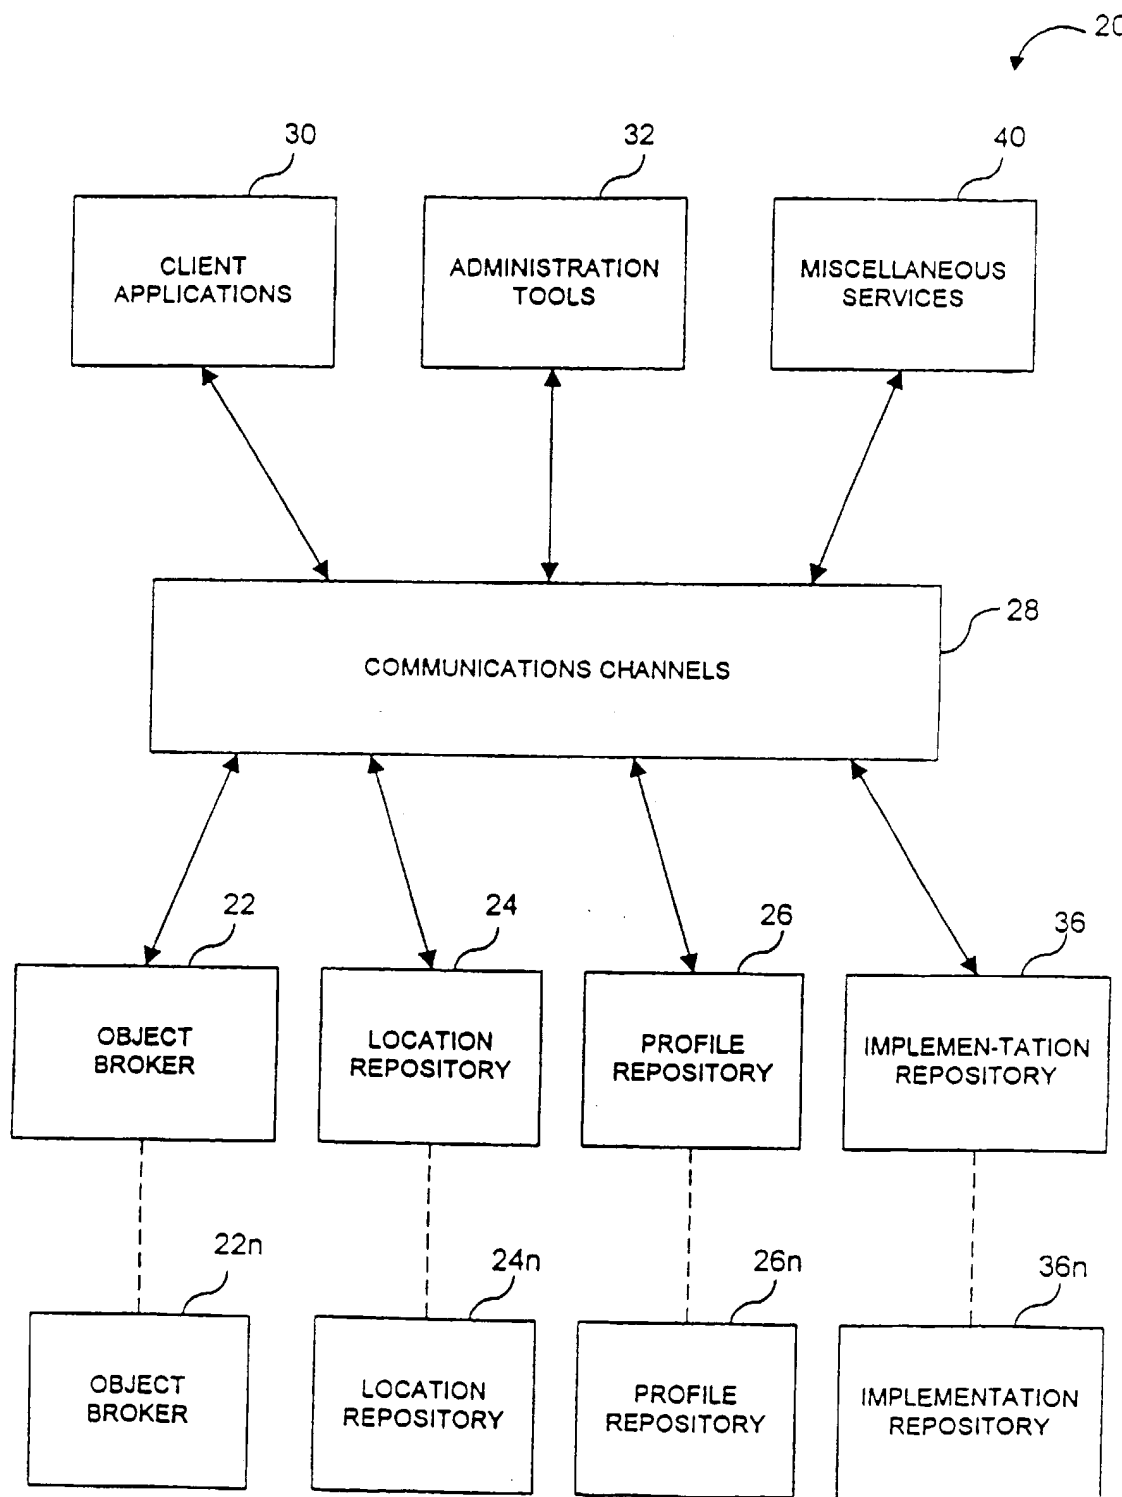 20
30
32
40
CLIENT
APPLICATIONS
ADMINISTRATION
TOOLS
MISCELLANEOUS
SERVICES
28
COMMUNICATIONS CHANNELS
22
24
26
36
OBJECT
BROKER
LOCATION
REPOSITORY
PROFILE
REPOSITORY
IMPLEMEN-TATION
REPOSITORY
22n
24n
26n
36n
OBJECT
BROKER
LOCATION
REPOSITORY
PROFILE
REPOSITORY
IMPLEMENTATION
REPOSITORY